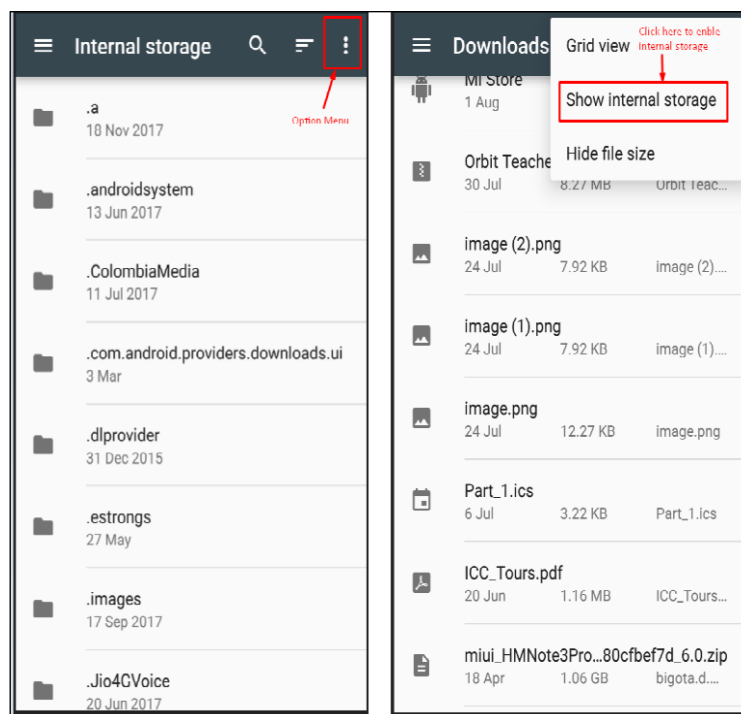 Internal storage
Option Menu
.a
18 Nov 2017
.androidsystem
13 Jun 2017
.ColombiaMedia
11 Jul 2017
.com.android.providers.downloads.ui
3 Mar
.dlprovider
31 Dec 2015
.estrongs
27 May
.images
17 Sep 2017
.Jio4GVoice
20 Jun 2017
Downloads
Click here to enble
internal storage
Grid view
Show internal storage
Hide file size
Mi Store
1 Aug
Orbit Teache
30 Jul 8.27 MB Orbit Teac...
image (2).png
24 Jul 7.92 KB image (2)....
image (1).png
24 Jul 7.92 KB image (1)....
image.png
24 Jul 12.27 KB image.png
Part_1.ics
6 Jul 3.22 KB Part_1.ics
ICC_Tours.pdf
20 Jun 1.16 MB ICC_Tours...
miui_HMNote3Pro...80cfbef7d_6.0.zip
18 Apr 1.06 GB bigota.d....